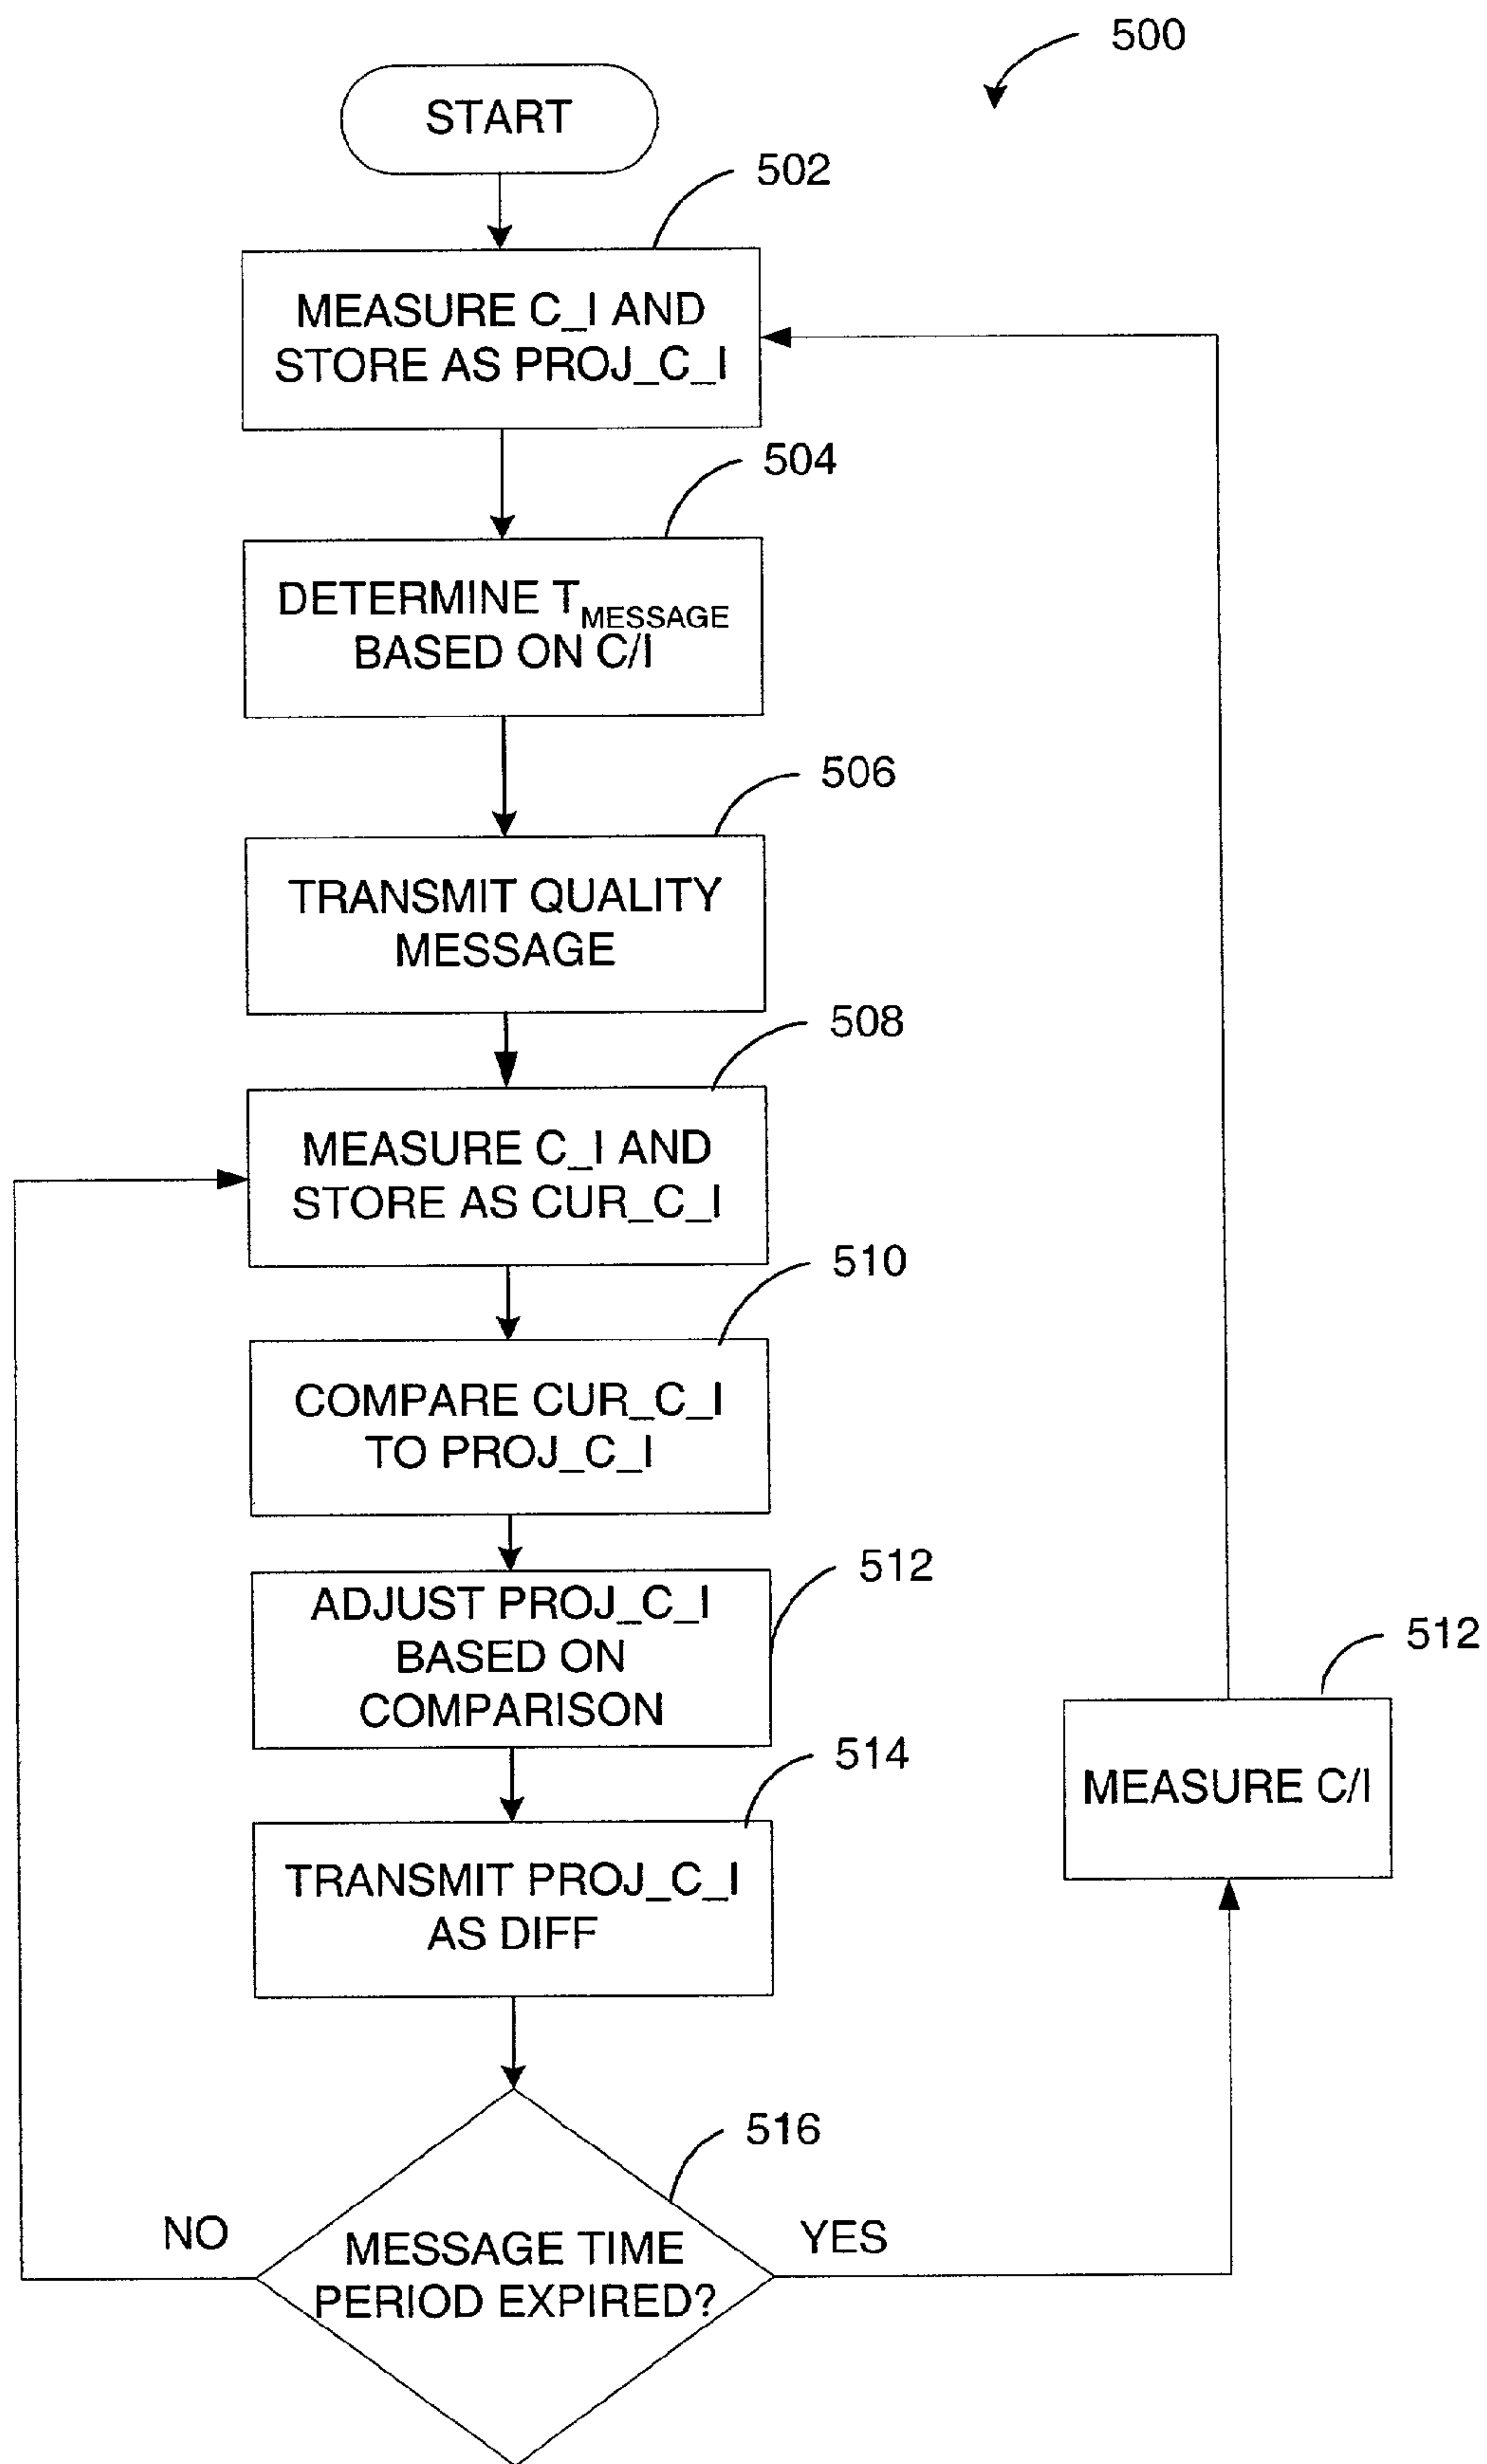 500
START
502
MEASURE C_I AND
STORE AS PROJ_C_I
504
DETERMINE TMESSAGE
BASED ON C/I
506
TRANSMIT QUALITY
MESSAGE
508
MEASURE C_I AND
STORE AS CUR_C_I
510
COMPARE CUR_C_I
TO PROJ_C_I
512
ADJUST PROJ_C_I
BASED ON
COMPARISON
512
MEASURE C/I
514
TRANSMIT PROJ_C_I
AS DIFF
516
NO
MESSAGE TIME
PERIOD EXPIRED?
YES